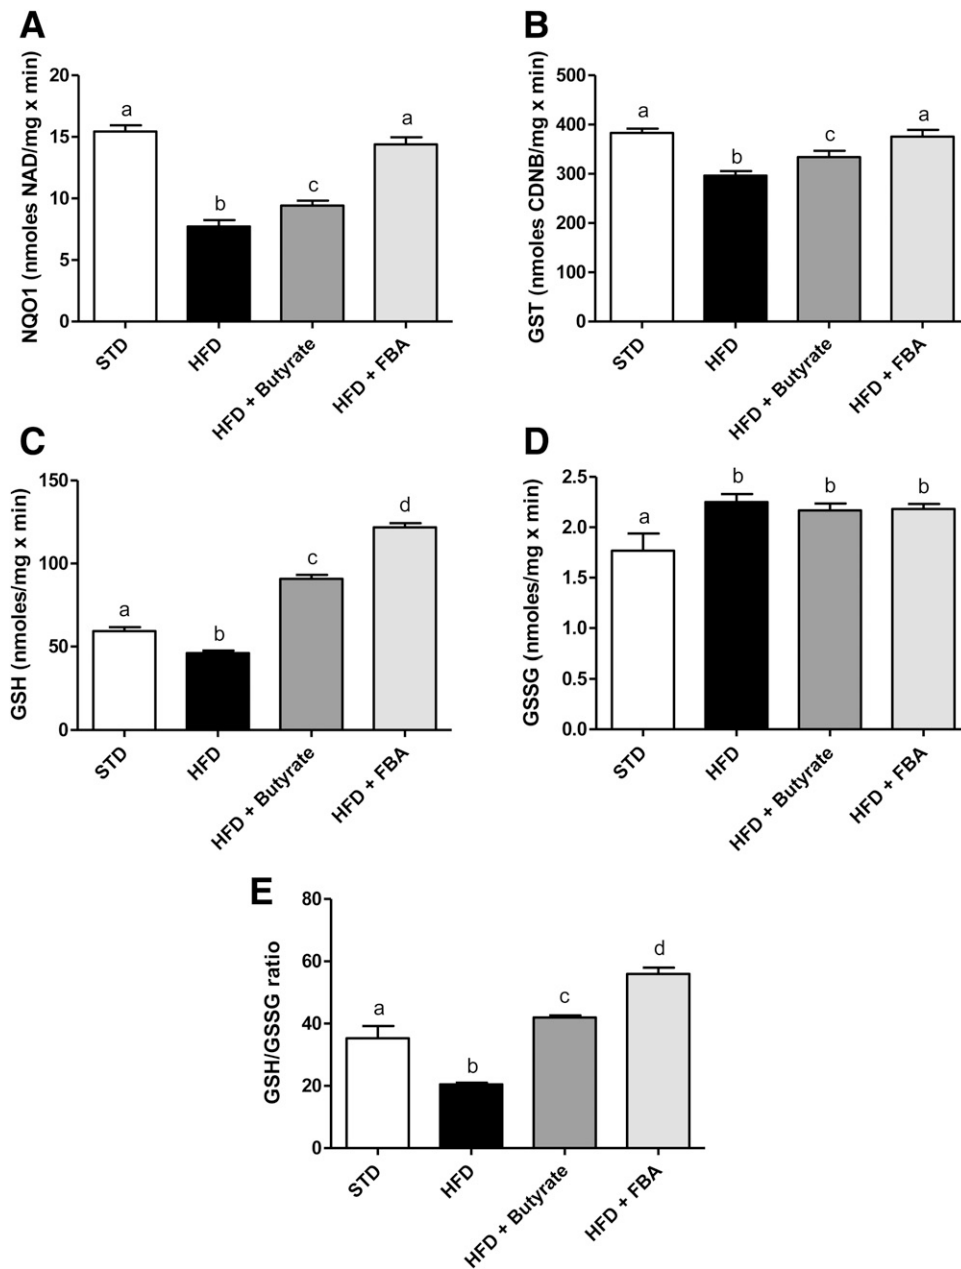 A
NQO1 (nmoles NAD/mg x min)
20
15
10
5
0
a
b
c
a
STD
HFD
HFD + Butyrate
HFD + FBA
B
GST (nmoles CDNB/mg x min)
500
400
300
200
100
0
a
b
c
a
STD
HFD
HFD + Butyrate
HFD + FBA
C
GSH (nmoles/mg x min)
150
100
50
0
a
b
c
d
STD
HFD
HFD + Butyrate
HFD + FBA
D
GSSG (nmoles/mg x min)
2.5
2.0
1.5
1.0
0.5
0.0
a
b
b
b
STD
HFD
HFD + Butyrate
HFD + FBA
E
GSH/GSSG ratio
80
60
40
20
0
a
b
c
d
STD
HFD
HFD + Butyrate
HFD + FBA